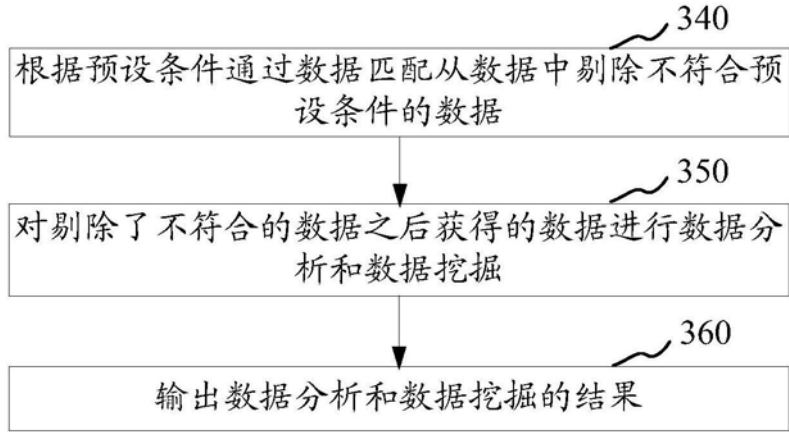 340
根据预设条件通过数据匹配从数据中剔除不符合预
设条件的数据
350
对剔除了不符合的数据之后获得的数据进行数据分
析和数据挖掘
360
输出数据分析和数据挖掘的结果